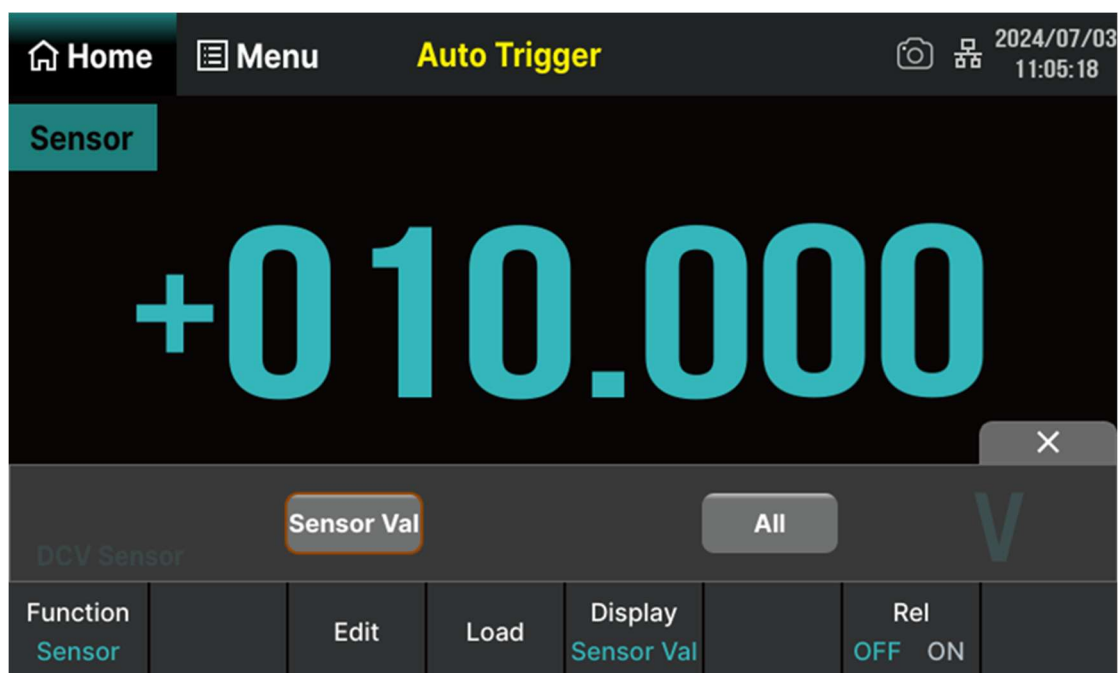 Home Menu Auto Trigger 2024/07/03
11:05:18
Sensor
+010.000
Sensor Val All V
DCV Sensor
Function Edit Load Display Rel
Sensor Sensor Val OFF ON